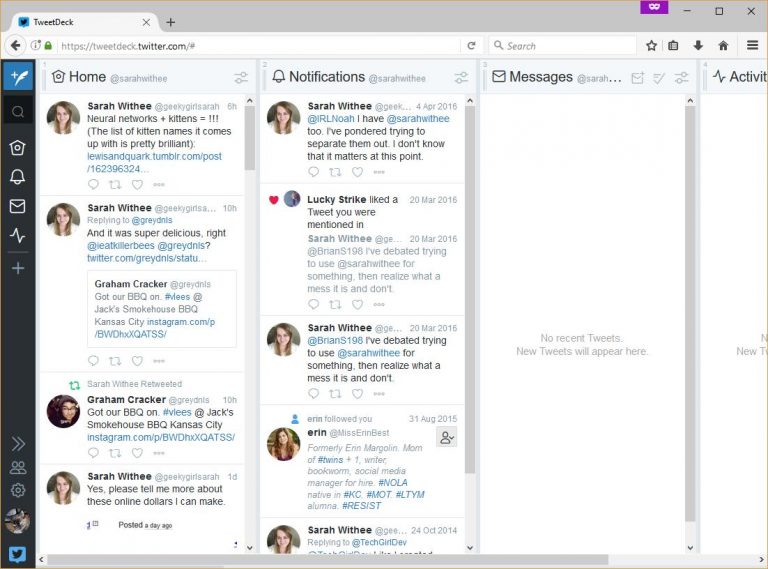 TweetDeck
https://tweetdeck.twitter.com/#
Search
1
Home @sarahwithee
Sarah Withee @geekygirlsarah 6h
Neural networks + kittens = !!!
(The list of kitten names it comes
up with is pretty brilliant):
lewisandquark.tumblr.com/post
/162396324…
Sarah Withee @geekygirlsa… 10h
Replying to @greydnls
And it was super delicious, right
@ieatkillerbees @greydnls?
twitter.com/greydnls/statu…
Graham Cracker @greydnls
Got our BBQ on. #vlees @
Jack's Smokehouse BBQ
Kansas City instagram.com/p
/BWDhxXQATSS/
Sarah Withee Retweeted
Graham Cracker @greydnls 10h
Got our BBQ on. #vlees @ Jack's
Smokehouse BBQ Kansas City
instagram.com/p/BWDhxXQATSS/
Sarah Withee @geekygirlsarah 1d
Yes, please tell me more about
these online dollars I can make.
Posted a day ago
2
Notifications @sarahwithee
Sarah Withee @geek… 4 Apr 2016
@IRLNoah I have @sarahwithee
too. I've pondered trying to
separate them out. I don't know
that it matters at this point.
Lucky Strike liked a 20 Mar 2016
Tweet you were
mentioned in
Sarah Withee @ge… 20 Mar 2016
@BrianS198 I've debated trying
to use @sarahwithee for
something, then realize what a
mess it is and don't.
Sarah Withee @gee… 20 Mar 2016
@BrianS198 I've debated trying
to use @sarahwithee for
something, then realize what a
mess it is and don't.
erin followed you 31 Aug 2015
erin @MissErinBest
Formerly Erin Margolin. Mom
of #twins + 1, writer,
bookworm, social media
manager for hire. #NOLA
native in #KC. #MOT. #LTYM
alumna. #RESIST
Sarah Withee @gee… 24 Oct 2014
Replying to @TechGirlDev
@TechGirlDev Like I created
3
Messages @sarah…
No recent Tweets.
New Tweets will appear here.
4
Activit
No re
New Tw